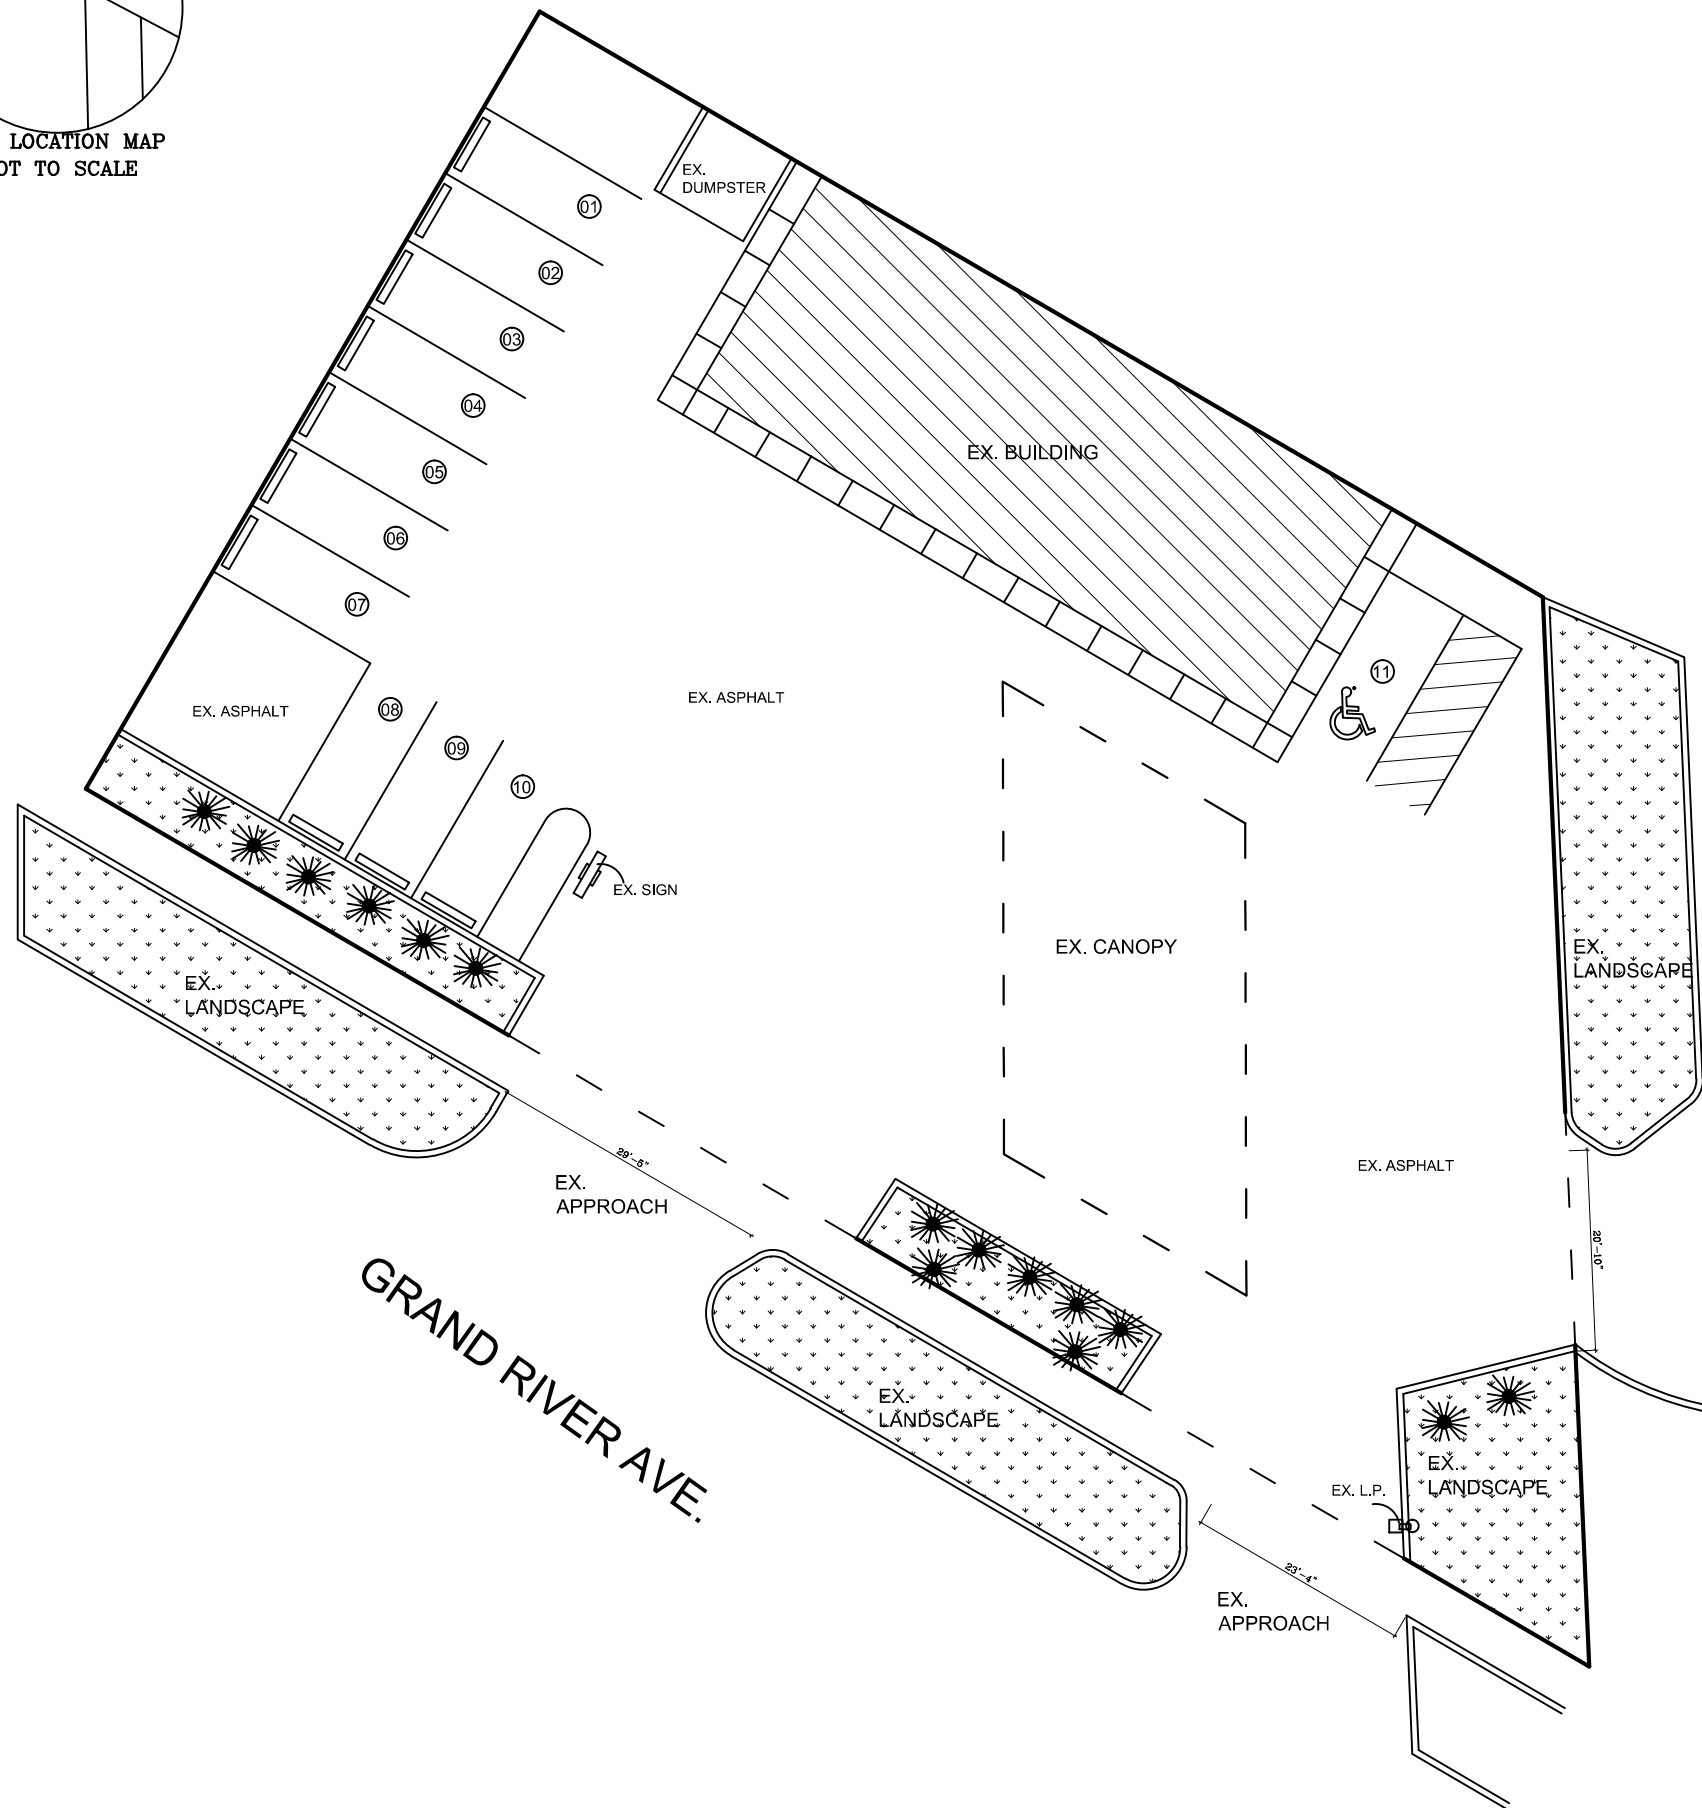 LOCATION MAP
OT TO SCALE
EX.
DUMPSTER
01
02
03
04
05
06
07
EX. BUILDING
11
EX. ASPHALT
EX. ASPHALT
08
09
10
EX. SIGN
EX. CANOPY
EX.
LANDSCAPE
EX.
LANDSCAPE
29'-5"
EX.
APPROACH
EX. ASPHALT
20'-10"
GRAND RIVER AVE.
EX.
LANDSCAPE
EX.
LANDSCAPE
EX. L.P.
23'-4"
EX.
APPROACH